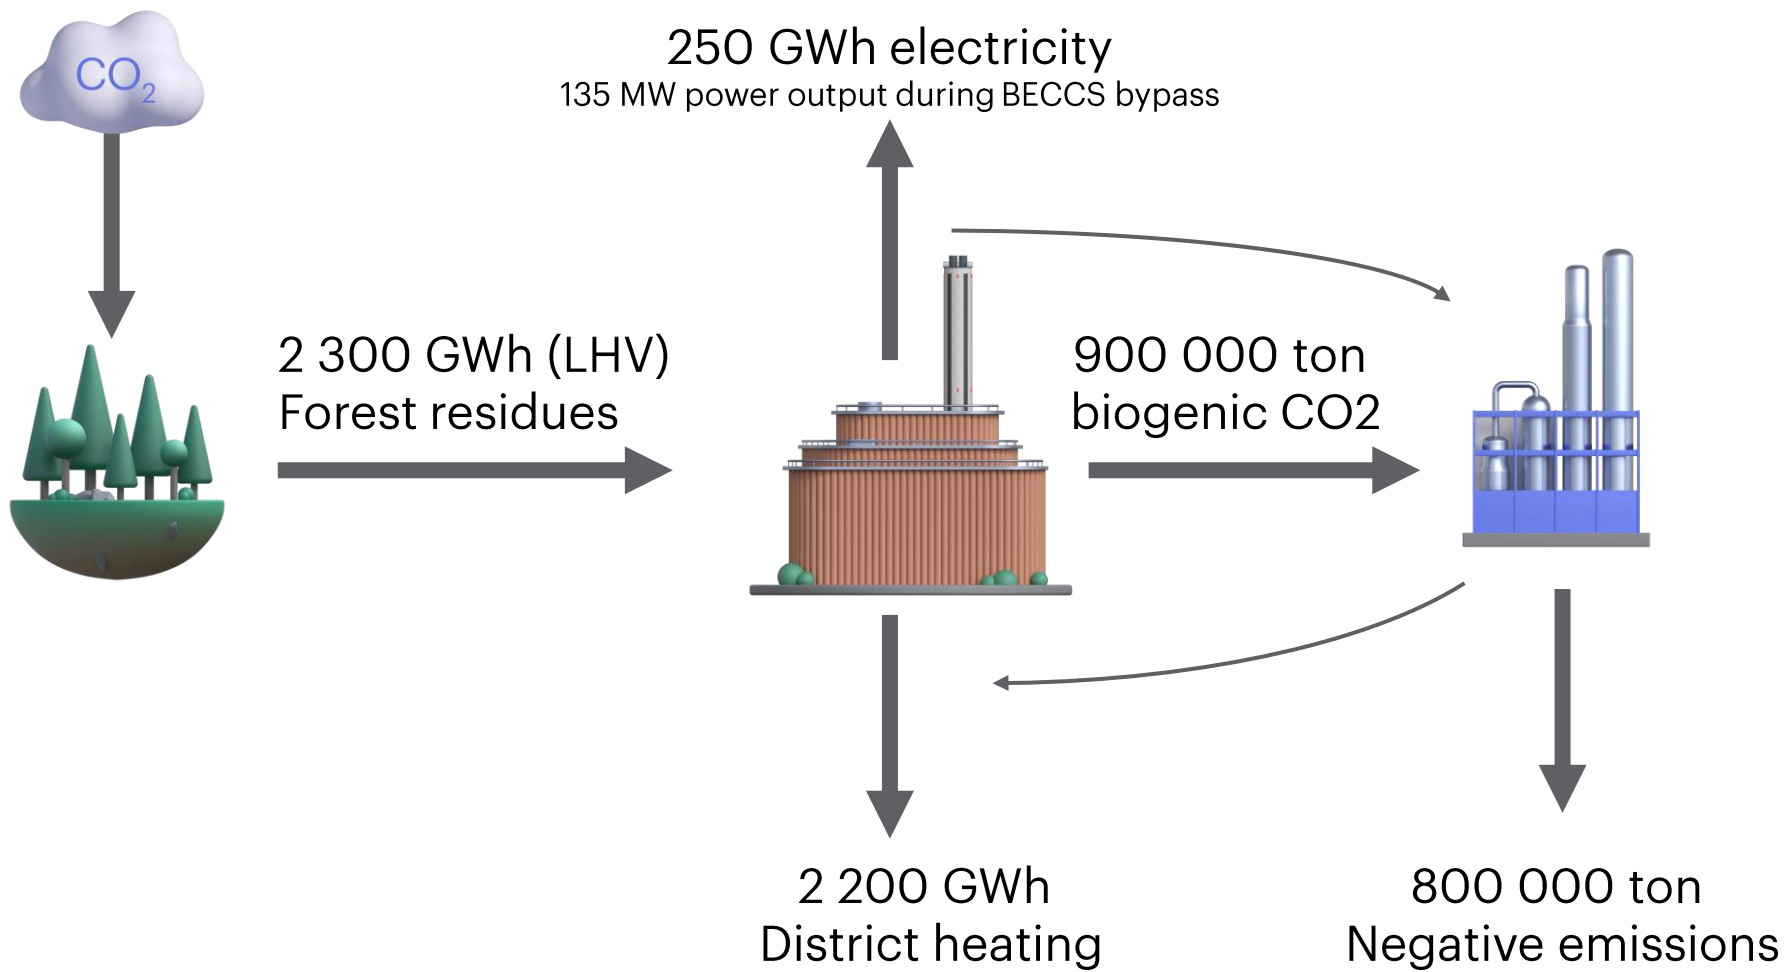 CO₂
250 GWh electricity
135 MW power output during BECCS bypass
2 300 GWh (LHV)
Forest residues
900 000 ton
biogenic CO2
2 200 GWh
District heating
800 000 ton
Negative emissions